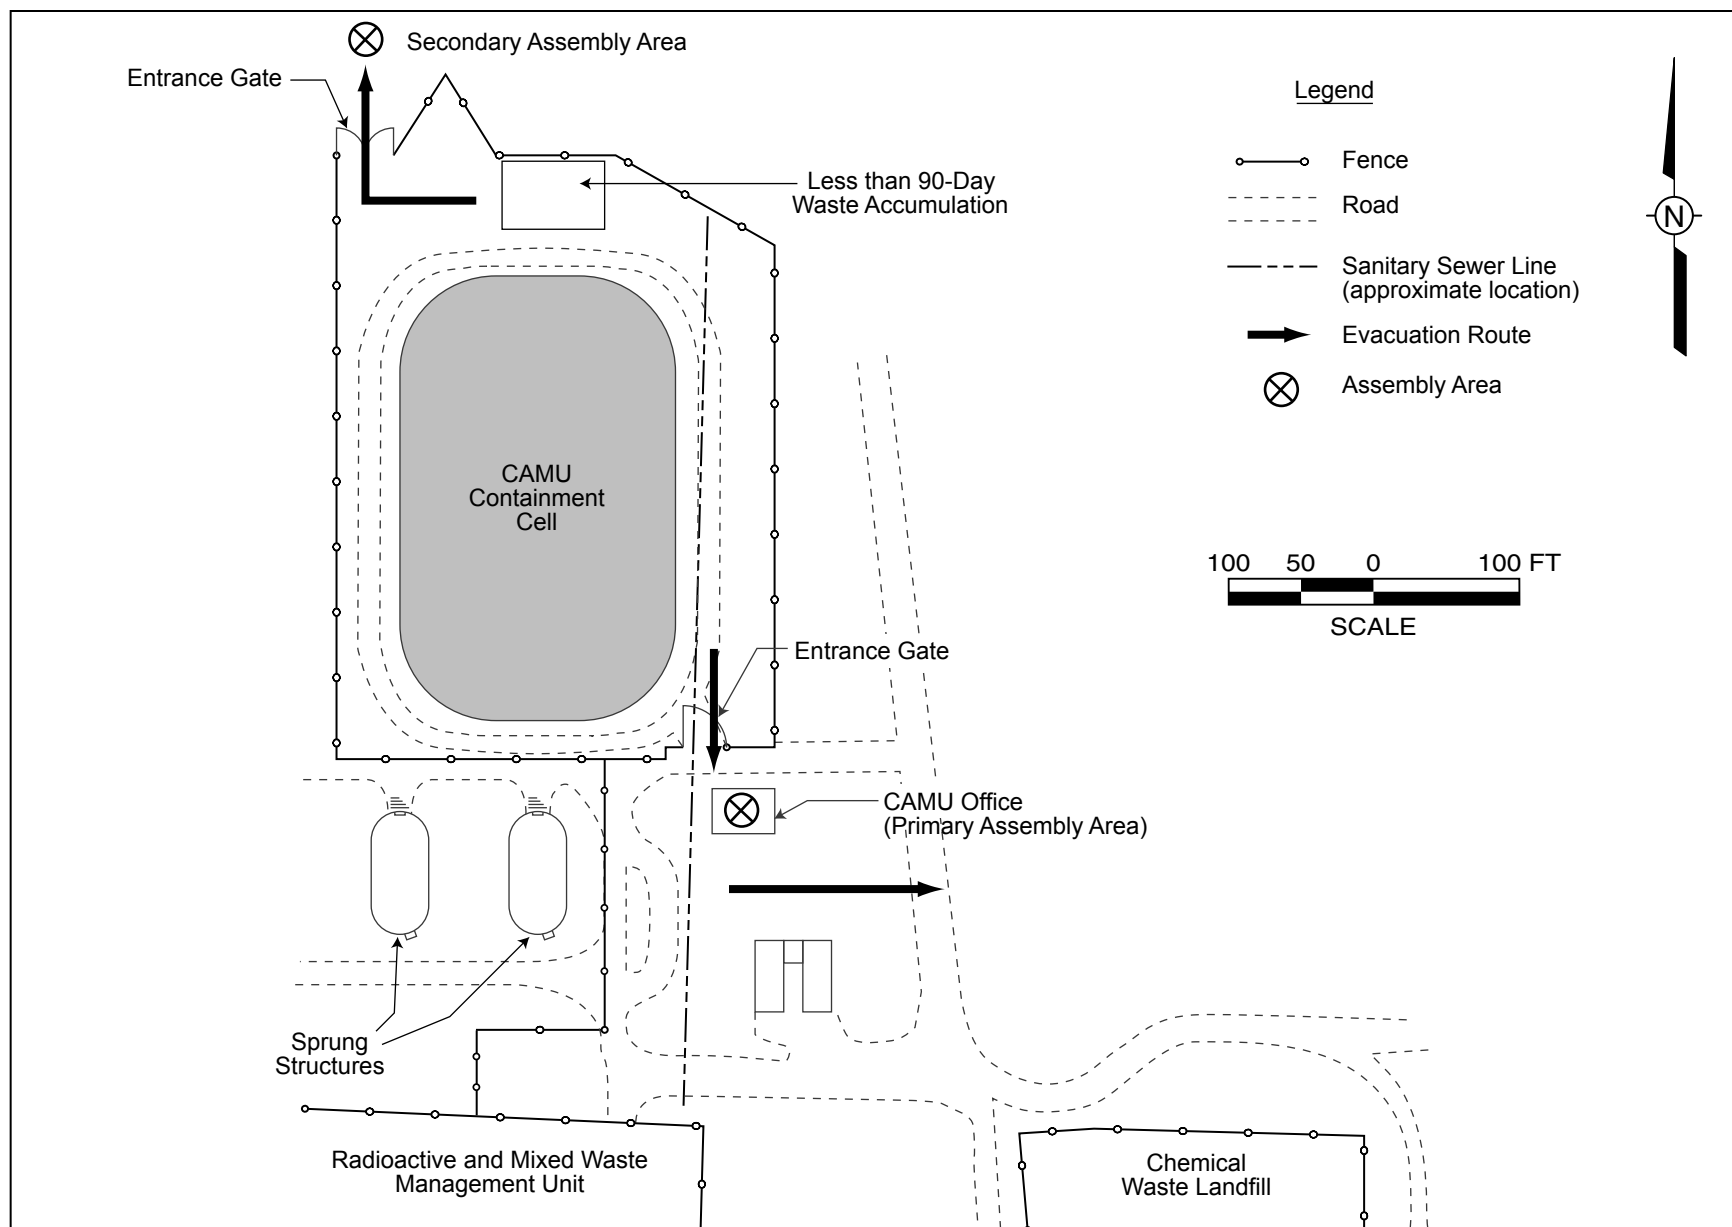 Secondary Assembly Area
Entrance Gate
Less than 90-Day
Waste Accumulation
CAMU
Containment
Cell
Entrance Gate
CAMU Office
(Primary Assembly Area)
Sprung
Structures
Radioactive and Mixed Waste
Management Unit
Chemical
Waste Landfill
Legend
Fence
Road
Sanitary Sewer Line
(approximate location)
Evacuation Route
Assembly Area
N
100 50 0 100 FT
SCALE